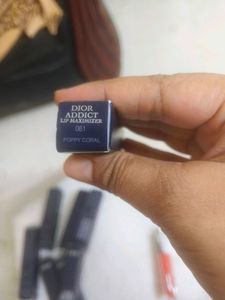 DIOR
ADDICT
LIP MAXIMIZER
061
POPPY CORAL